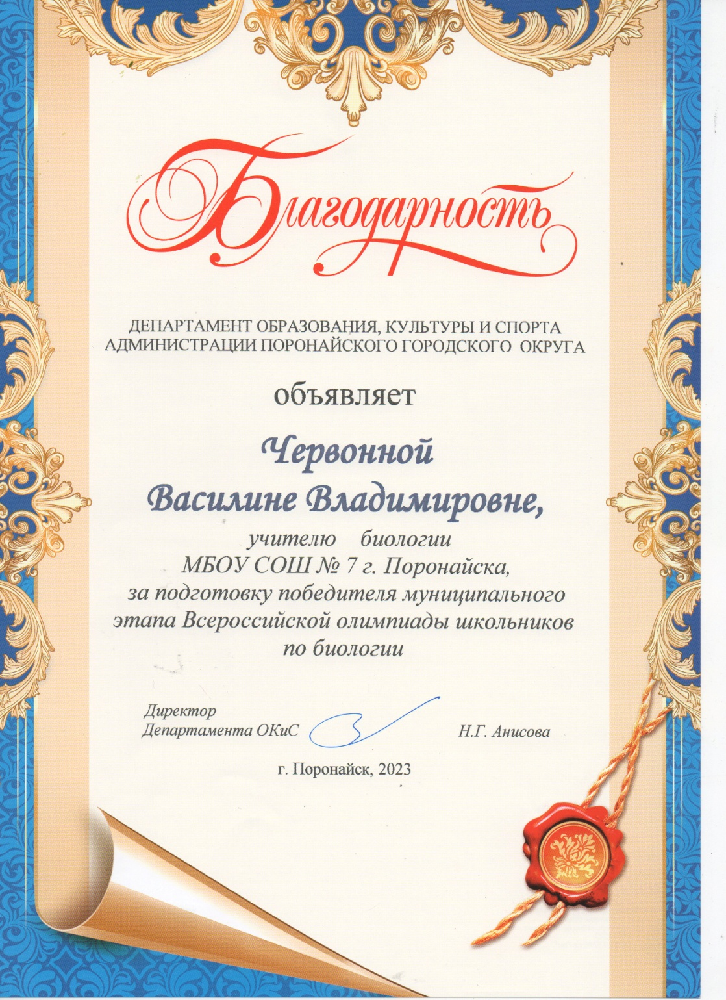 Благодарность
ДЕПАРТАМЕНТ ОБРАЗОВАНИЯ, КУЛЬТУРЫ И СПОРТА
АДМИНИСТРАЦИИ ПОРОНАЙСКОГО ГОРОДСКОГО ОКРУГА
объявляет
Червонной
Василине Владимировне,
учителю биологии
МБОУ СОШ № 7 г. Поронайска,
за подготовку победителя муниципального
этапа Всероссийской олимпиады школьников
по биологии
Директор
Департамента ОКиС Н.Г. Анисова
г. Поронайск, 2023